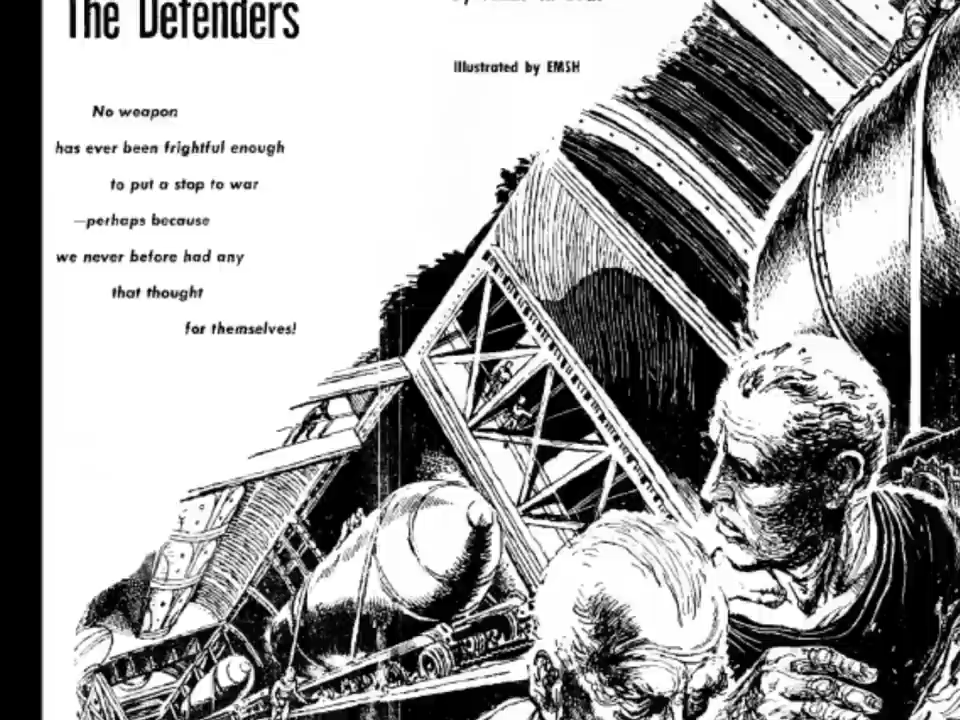 The Defenders
Illustrated by EMSH
No weapon
has ever been frightful enough
to put a stop to war
—perhaps because
we never before had any
that thought
for themselves!